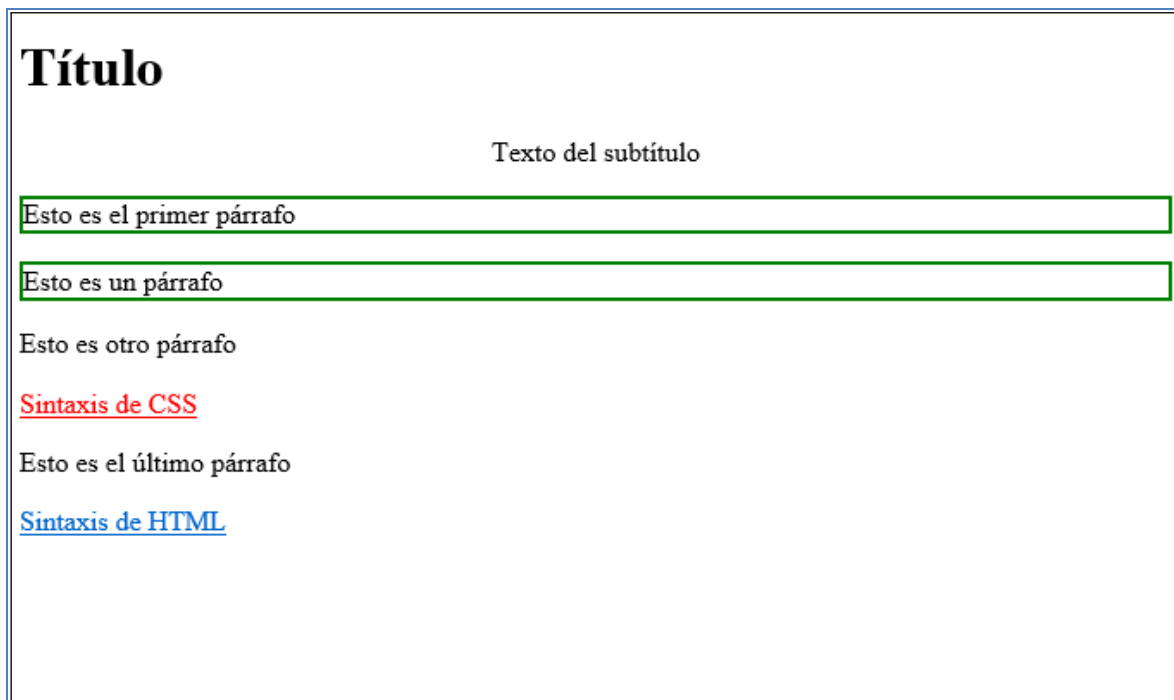 Título
Texto del subtítulo
Esto es el primer párrafo
Esto es un párrafo
Esto es otro párrafo
Sintaxis de CSS
Esto es el último párrafo
Sintaxis de HTML